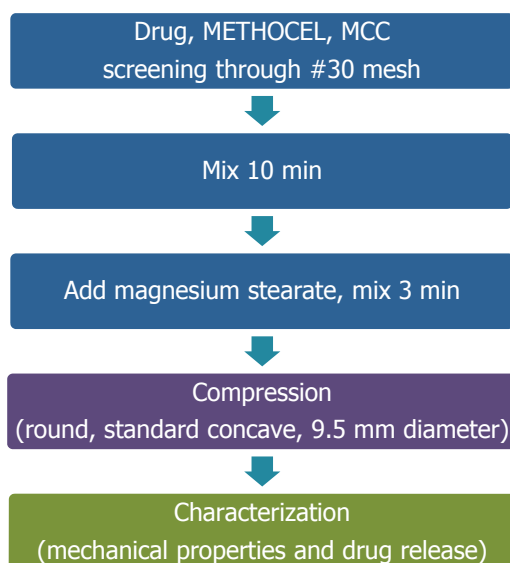 Drug, METHOCEL, MCC
screening through #30 mesh
Mix 10 min
Add magnesium stearate, mix 3 min
Compression
(round, standard concave, 9.5 mm diameter)
Characterization
(mechanical properties and drug release)